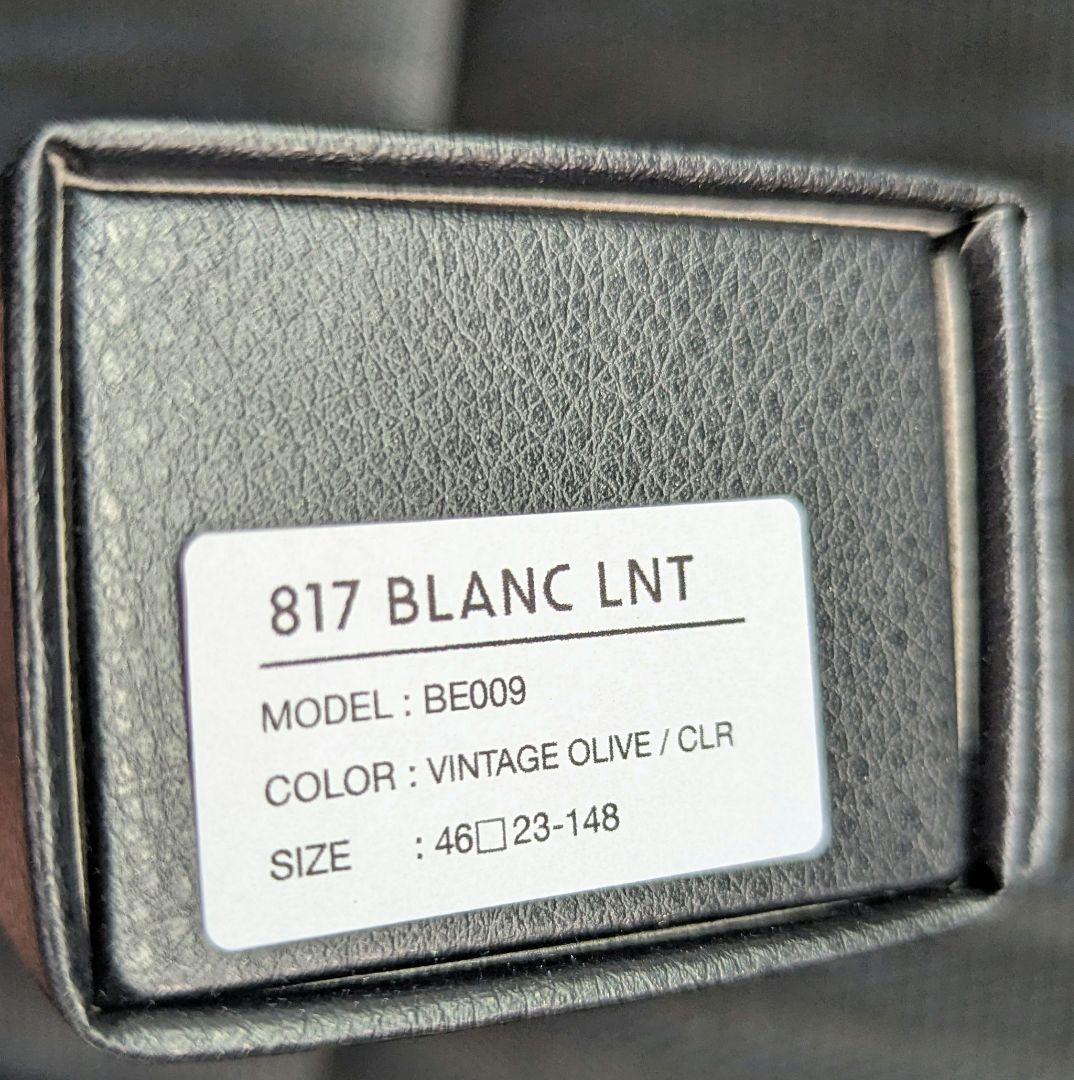 817 BLANC LNT
MODEL : BE009
COLOR : VINTAGE OLIVE / CLR
SIZE : 46□23-148